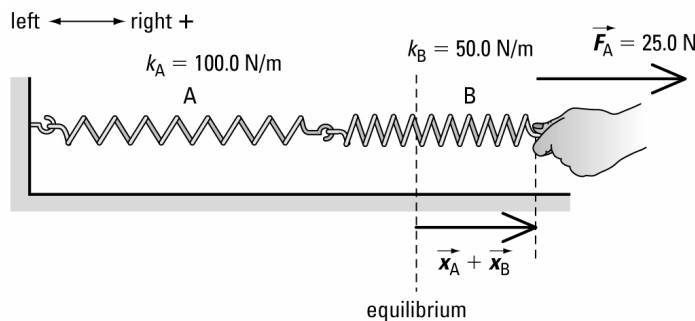 left ⟷ right +
k_A = 100.0 N/m
k_B = 50.0 N/m
F_A = 25.0 N
A
B
x_A + x_B
equilibrium